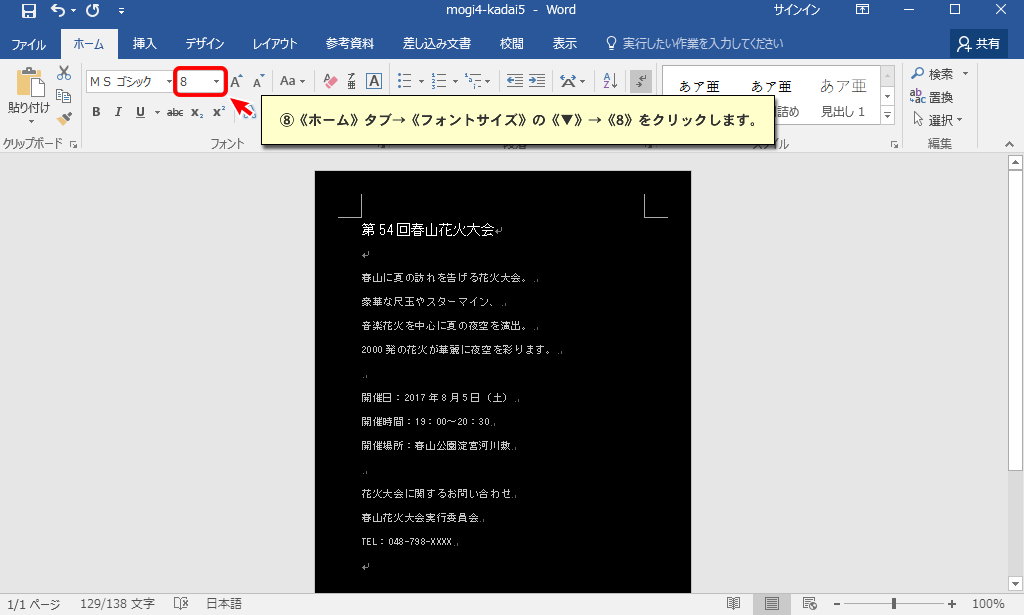 mogi4-kadai5 - Word
サインイン
ファイル ホーム 挿入 デザイン レイアウト 参考資料 差し込み文書 校閲 表示 実行したい作業を入力してください 共有
貼り付け
MS ゴシック 8 A A Aa A
B I U abc x₂ x²
あア亜 あア亜 あア亜
見出し 1
検索
置換
選択
クリップボード フォント 編集
⑧《ホーム》タブ→《フォントサイズ》の《▼》→《8》をクリックします。
第54回春山花火大会
春山に夏の訪れを告げる花火大会。
豪華な尺玉やスターマイン、
音楽花火を中心に夏の夜空を演出。
2000発の花火が華麗に夜空を彩ります。
開催日:2017年8月5日(土)
開催時間:19:00~20:30
開催場所:春山公園淀宮河川敷
花火大会に関するお問い合わせ
春山花火大会実行委員会
TEL:048-798-XXXX
1/1 ページ 129/138 文字 日本語 100%